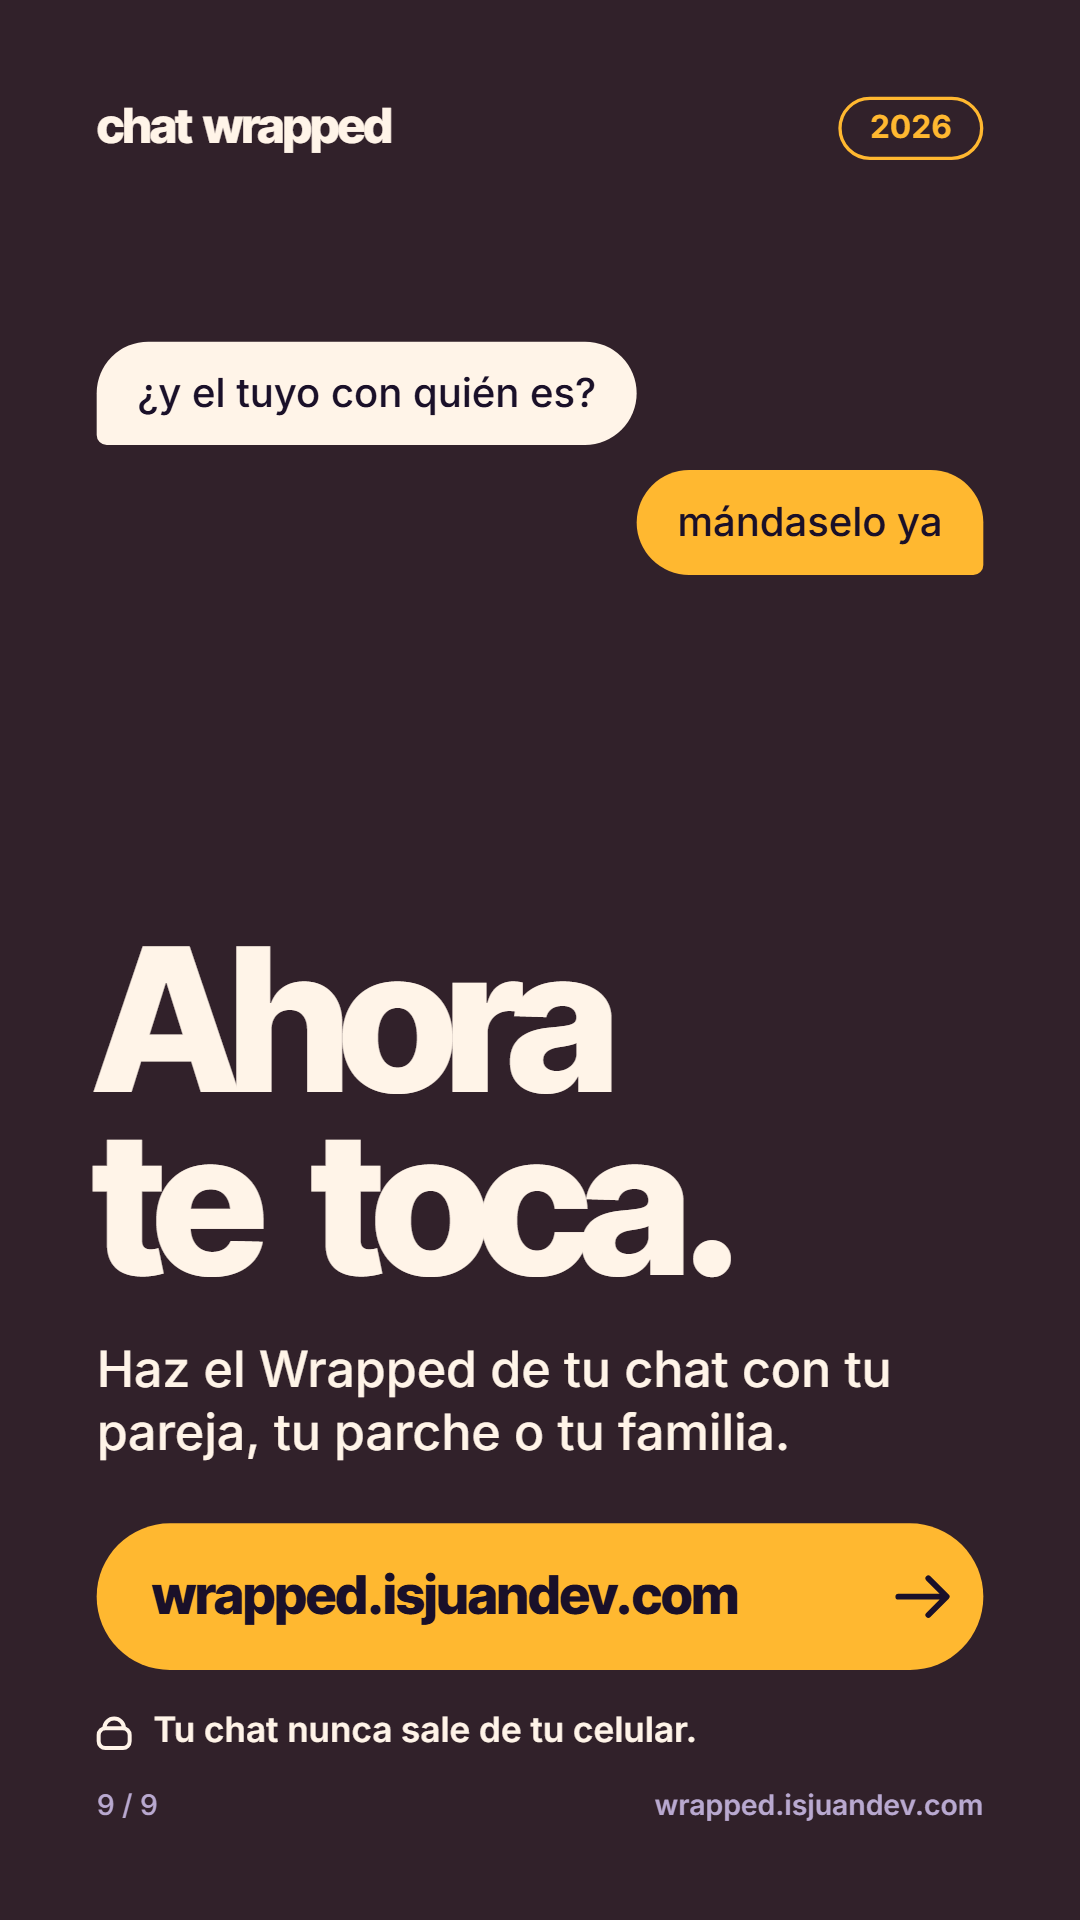 chat wrapped
2026
¿y el tuyo con quién es?
mándaselo ya
Ahora
te toca.
Haz el Wrapped de tu chat con tu
pareja, tu parche o tu familia.
wrapped.isjuandev.com
Tu chat nunca sale de tu celular.
9 / 9
wrapped.isjuandev.com